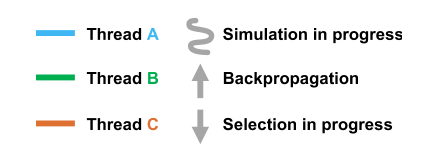 Thread A Simulation in progress
Thread B Backpropagation
Thread C Selection in progress